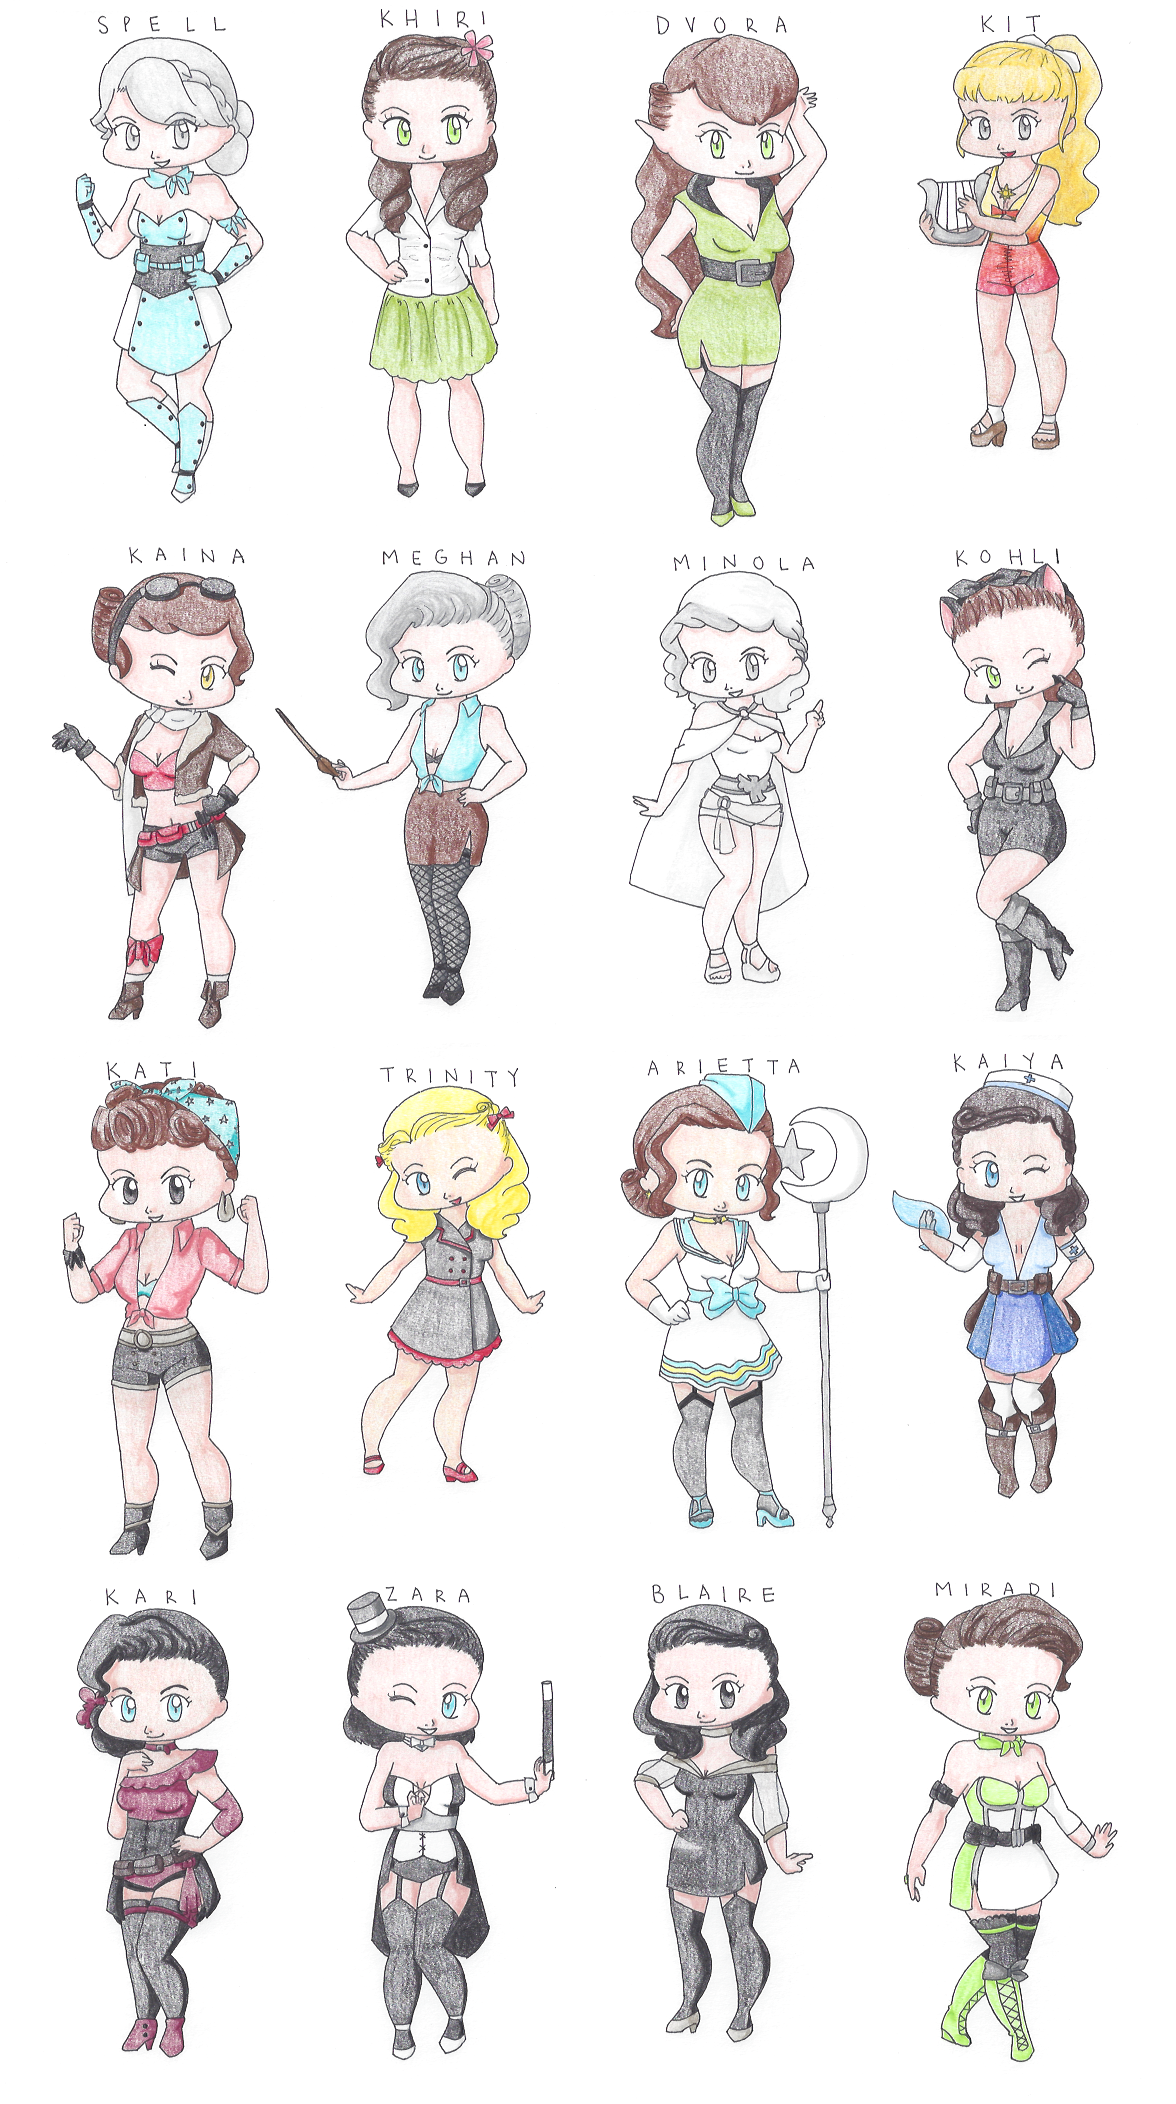 SPELL
KHIRI
DVORA
KIT
KAINA
MEGHAN
MINOLA
KOHLI
KATI
TRINITY
ARIETTA
KAIYA
KARI
ZARA
BLAIRE
MIRADI